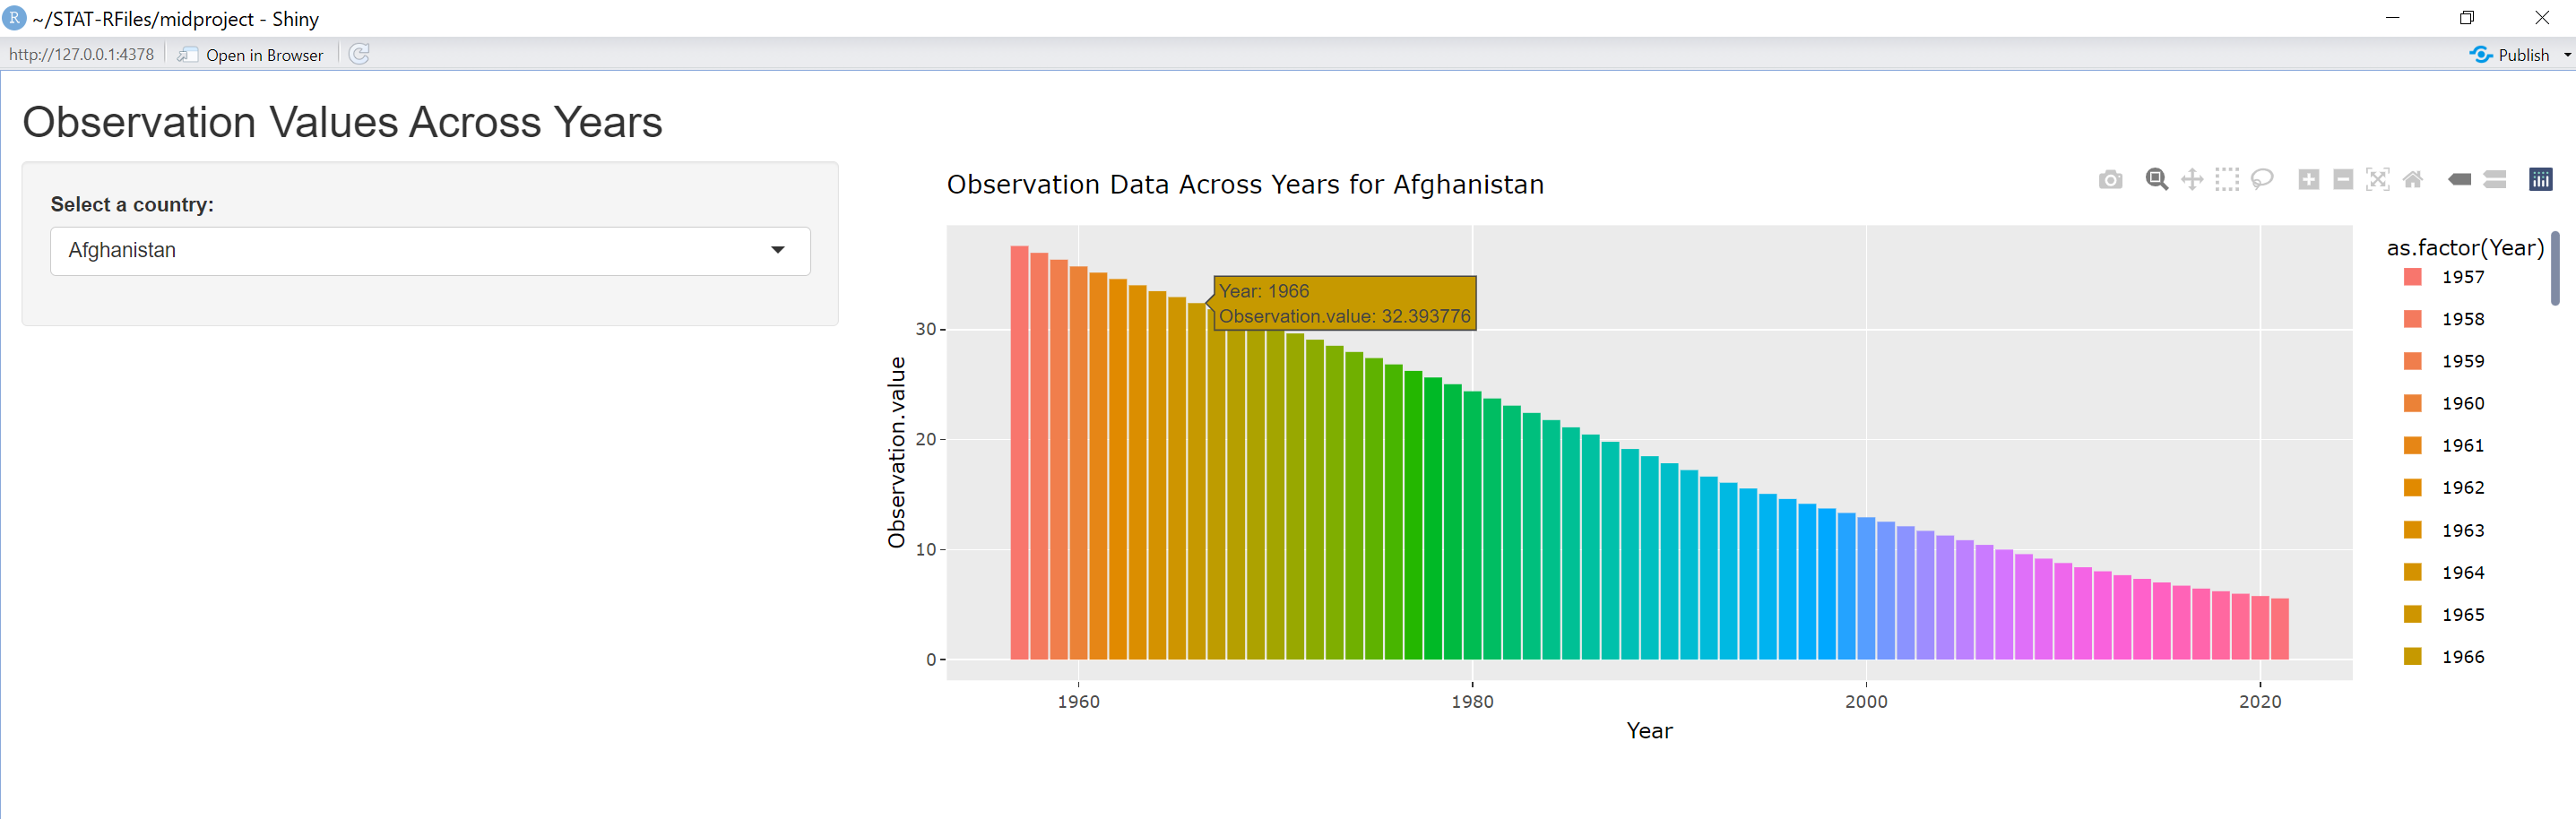 R ~/STAT-RFiles/midproject - Shiny
http://127.0.0.1:4378 Open in Browser Publish
Observation Values Across Years
Select a country:
Afghanistan
Observation Data Across Years for Afghanistan
Year: 1966
Observation.value: 32.393776
Observation.value
30
20
10
0
1960 1980 2000 2020
Year
as.factor(Year)
1957
1958
1959
1960
1961
1962
1963
1964
1965
1966